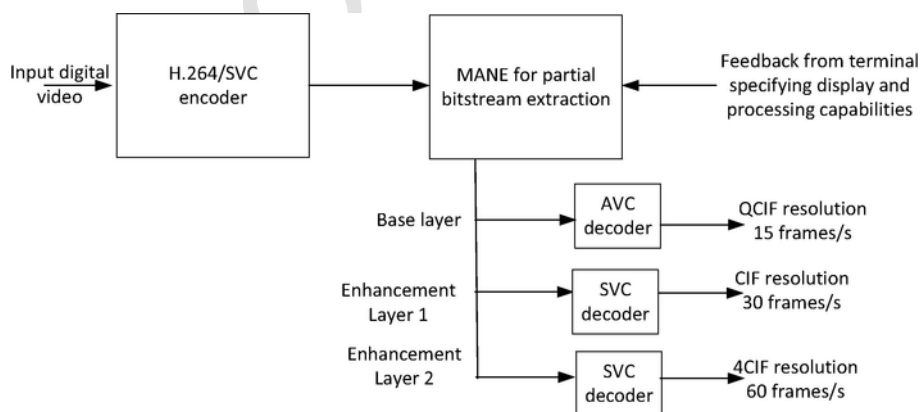 Input digital
video
H.264/SVC
encoder
MANE for partial
bitstream extraction
Feedback from terminal
specifying display and
processing capabilities
Base layer
AVC
decoder
QCIF resolution
15 frames/s
Enhancement
Layer 1
SVC
decoder
CIF resolution
30 frames/s
Enhancement
Layer 2
SVC
decoder
4CIF resolution
60 frames/s